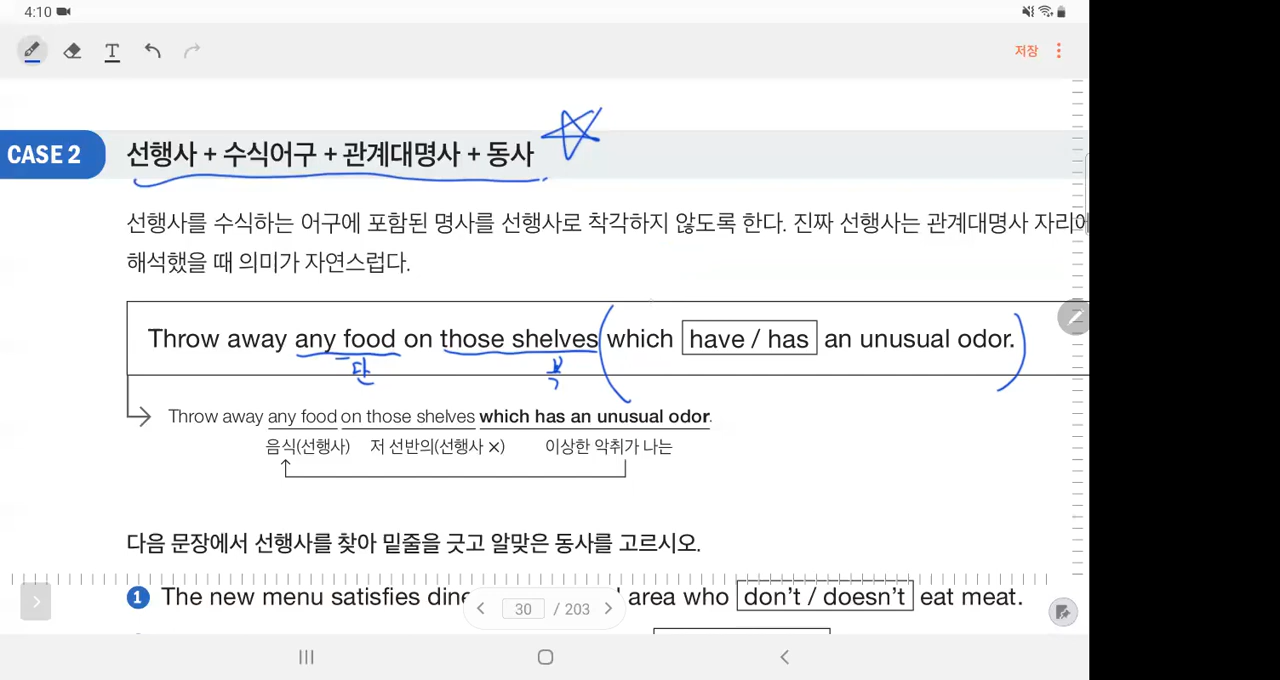 4:10
저장
CASE 2 선행사 + 수식어구 + 관계대명사 + 동사
선행사를 수식하는 어구에 포함된 명사를 선행사로 착각하지 않도록 한다. 진짜 선행사는 관계대명사 자리에
해석했을 때 의미가 자연스럽다.
Throw away any food on those shelves which have / has an unusual odor.
단 복
Throw away any food on those shelves which has an unusual odor.
음식(선행사) 저 선반의(선행사 ×) 이상한 악취가 나는
다음 문장에서 선행사를 찾아 밑줄을 긋고 알맞은 동사를 고르시오.
1 The new menu satisfies area who don't / doesn't eat meat.
30 / 203